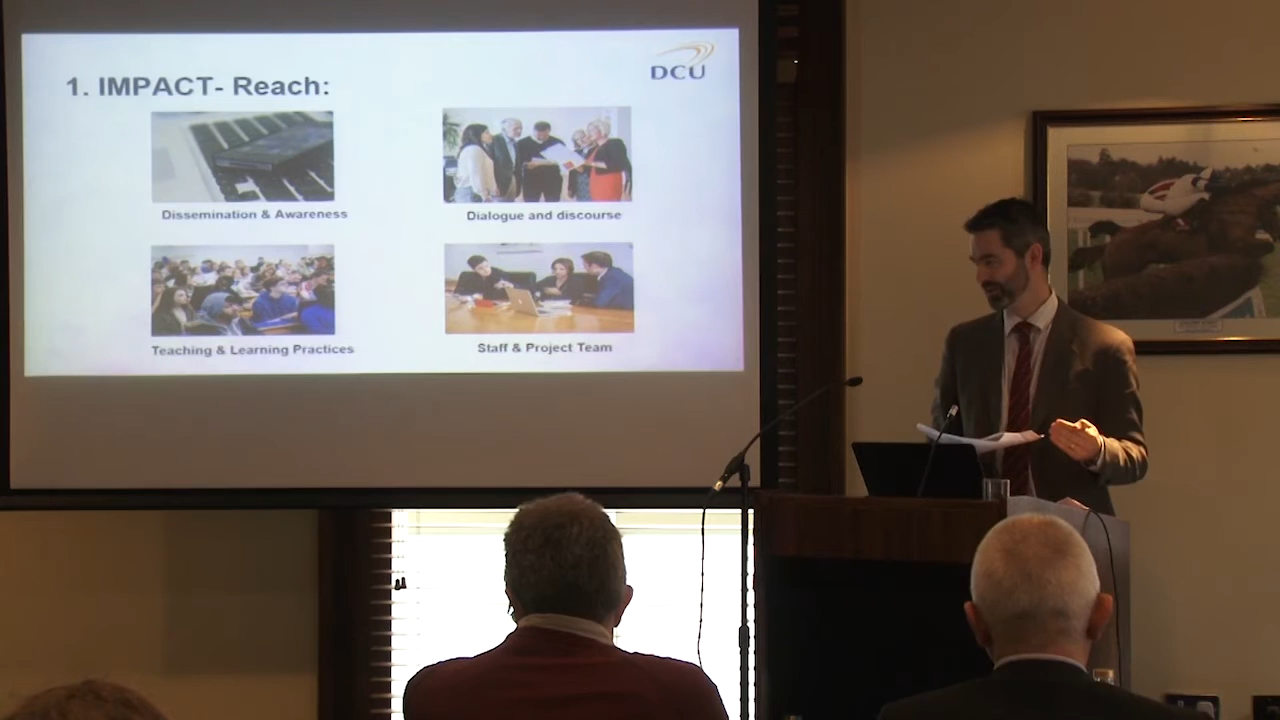 DCU
1. IMPACT- Reach:
Dissemination & Awareness
Dialogue and discourse
Teaching & Learning Practices
Staff & Project Team